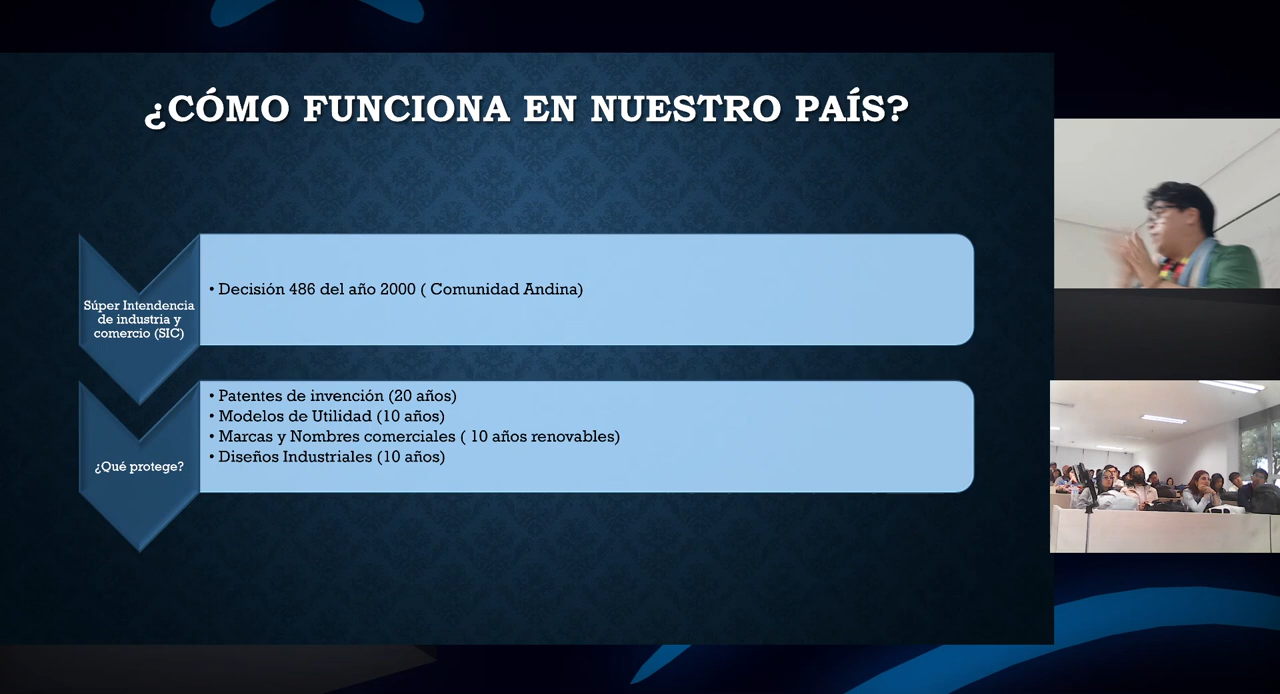 ¿CÓMO FUNCIONA EN NUESTRO PAÍS?
Súper Intendencia
de industria y
comercio (SIC)
• Decisión 486 del año 2000 ( Comunidad Andina)
¿Qué protege?
• Patentes de invención (20 años)
• Modelos de Utilidad (10 años)
• Marcas y Nombres comerciales ( 10 años renovables)
• Diseños Industriales (10 años)